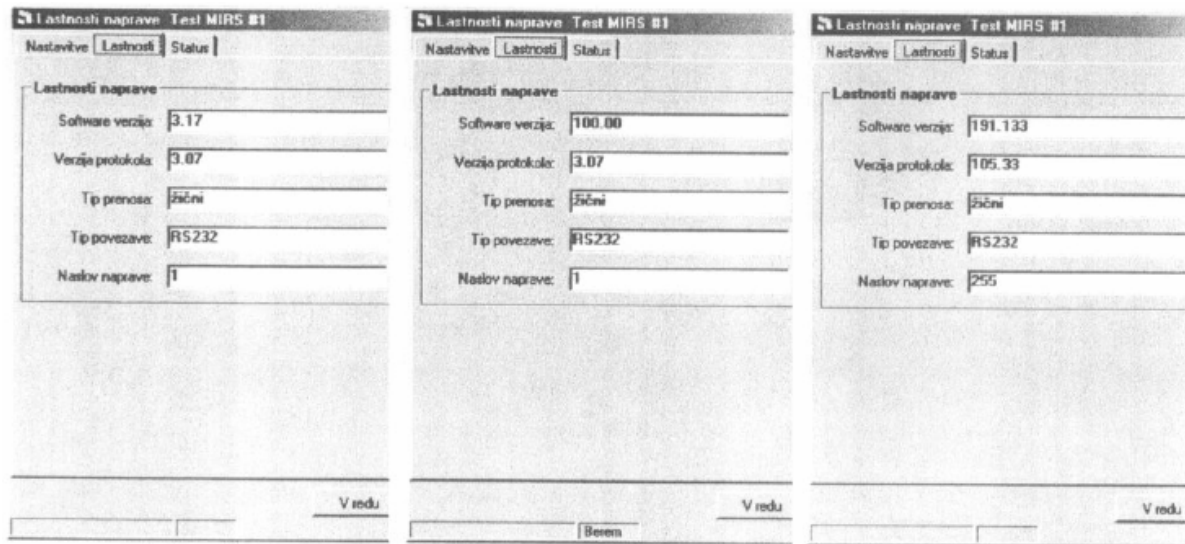 Lastnosti naprave Test MIRS #1
Nastavitve Lastnosti Status
Lastnosti naprave
Software verzija: 3.17
Verzija protokola: 3.07
Tip prenosa: žični
Tip povezave: RS232
Naslov naprave: 1
V redu
Lastnosti naprave Test MIRS #1
Nastavitve Lastnosti Status
Lastnosti naprave
Software verzija: 100.00
Verzija protokola: 3.07
Tip prenosa: žični
Tip povezave: RS232
Naslov naprave: 1
V redu
Berem
Lastnosti naprave Test MIRS #1
Nastavitve Lastnosti Status
Lastnosti naprave
Software verzija: 191.133
Verzija protokola: 105.33
Tip prenosa: žični
Tip povezave: RS232
Naslov naprave: 255
V redu